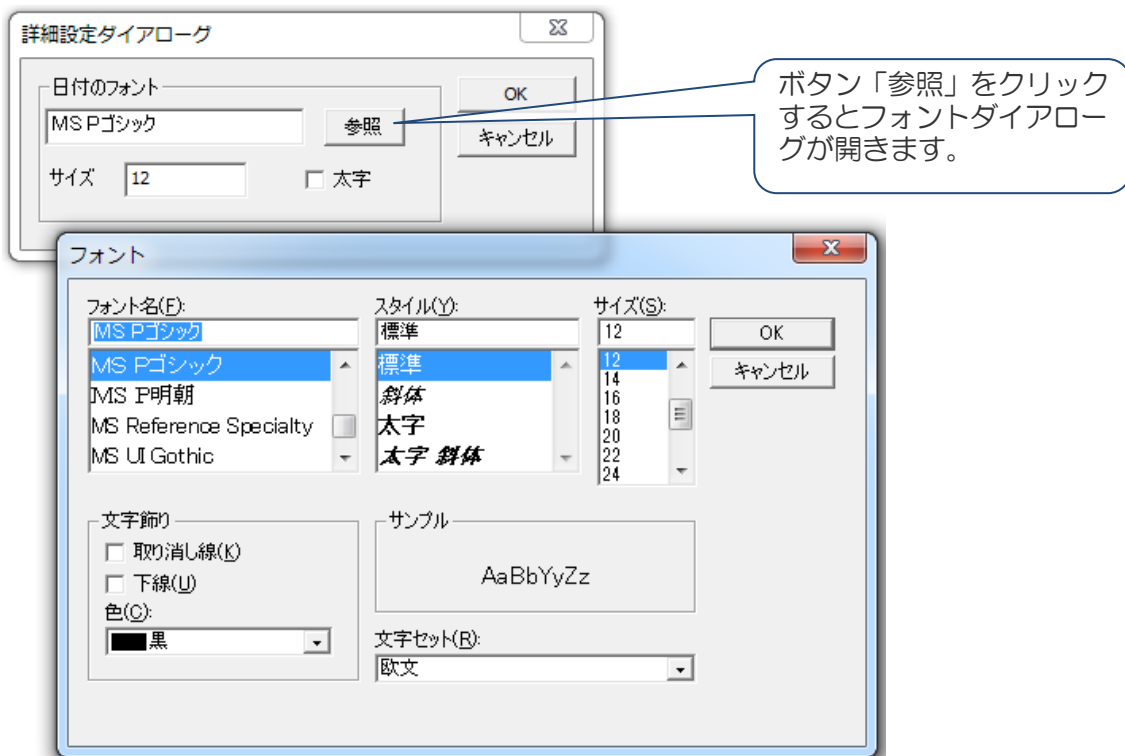 詳細設定ダイアローグ
日付のフォント
MS Pゴシック
参照
OK
キャンセル
サイズ
12
太字
ボタン「参照」をクリック
するとフォントダイアロー
グが開きます。
フォント
フォント名(F):
MS Pゴシック
MS Pゴシック
MS P明朝
MS Reference Specialty
MS UI Gothic
スタイル(Y):
標準
標準
斜体
太字
太字 斜体
サイズ(S):
12
12
14
16
18
20
22
24
OK
キャンセル
文字飾り
取り消し線(K)
下線(U)
色(C):
黒
サンプル
AaBbYyZz
文字セット(R):
欧文